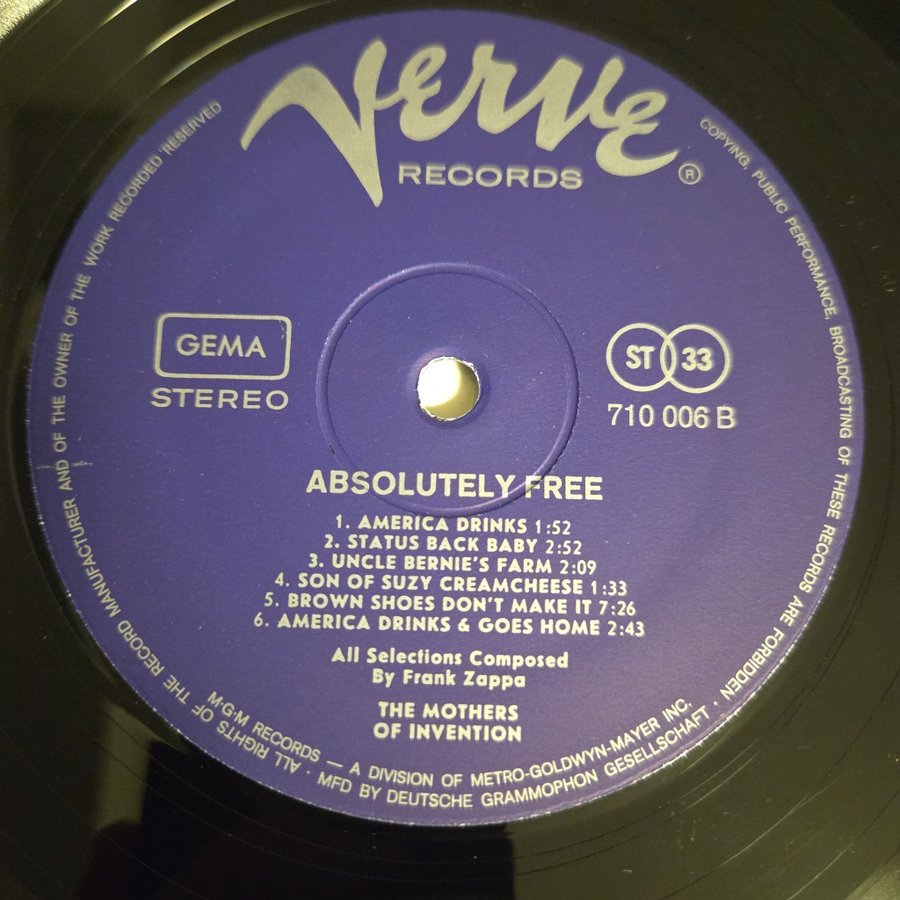 Verve
RECORDS ®
GEMA
STEREO
ST 33
710 006 B
ABSOLUTELY FREE
1. AMERICA DRINKS 1:52
2. STATUS BACK BABY 2:52
3. UNCLE BERNIE'S FARM 2:09
4. SON OF SUZY CREAMCHEESE 1:33
5. BROWN SHOES DON'T MAKE IT 7:26
6. AMERICA DRINKS & GOES HOME 2:43
All Selections Composed
By Frank Zappa
THE MOTHERS
OF INVENTION
M·G·M RECORDS — A DIVISION OF METRO-GOLDWYN-MAYER INC.
· ALL RIGHTS OF THE RECORD MANUFACTURER AND OF THE OWNER OF THE WORK RECORDED RESERVED
COPYING, PUBLIC PERFORMANCE, BROADCASTING OF THESE RECORDS ARE FORBIDDEN
· MFD BY DEUTSCHE GRAMMOPHON GESELLSCHAFT ·